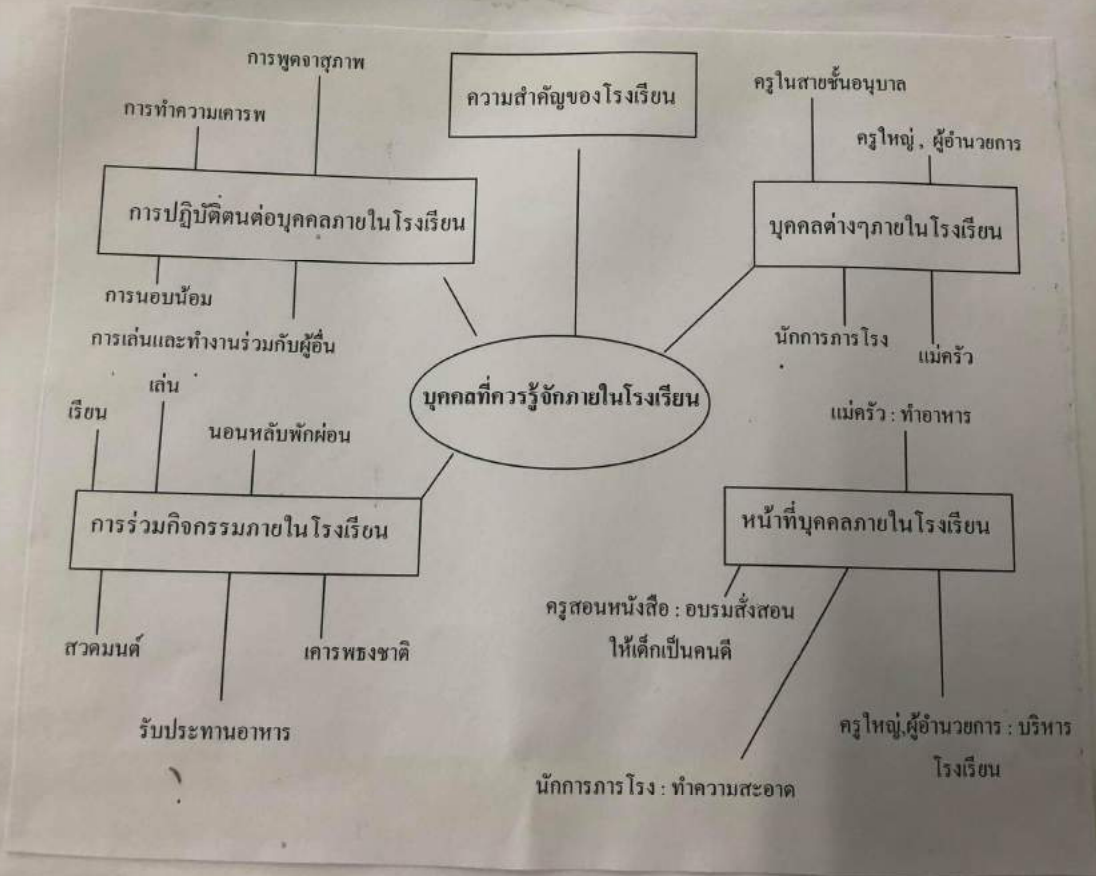 การพูดจาสุภาพ
การทำความเคารพ
การปฏิบัติตนต่อบุคคลภายในโรงเรียน
การนอบน้อม
การเล่นและทำงานร่วมกับผู้อื่น
ความสำคัญของโรงเรียน
ครูในสายชั้นอนุบาล
ครูใหญ่ , ผู้อำนวยการ
บุคคลต่างๆภายในโรงเรียน
นักการภารโรง
แม่ครัว
บุคคลที่ควรรู้จักภายในโรงเรียน
เล่น
เรียน
นอนหลับพักผ่อน
การร่วมกิจกรรมภายในโรงเรียน
สวดมนต์
เคารพธงชาติ
รับประทานอาหาร
แม่ครัว : ทำอาหาร
หน้าที่บุคคลภายในโรงเรียน
ครูสอนหนังสือ : อบรมสั่งสอน
ให้เด็กเป็นคนดี
นักการภารโรง : ทำความสะอาด
ครูใหญ่,ผู้อำนวยการ : บริหาร
โรงเรียน